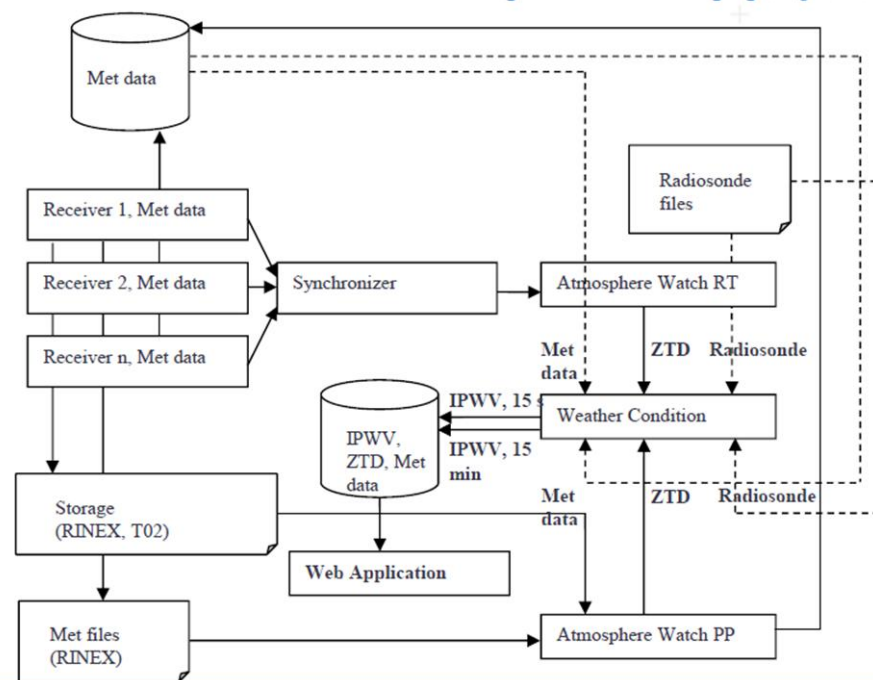 Met data
Radiosonde
files
Receiver 1, Met data
Receiver 2, Met data
Synchronizer
Atmosphere Watch RT
Receiver n, Met data
Met
data
ZTD
Radiosonde
IPWV, 15 s
Weather Condition
IPWV,
ZTD, Met
data
IPWV, 15
min
Met
data
ZTD
Radiosonde
Storage
(RINEX, T02)
Web Application
Met files
(RINEX)
Atmosphere Watch PP